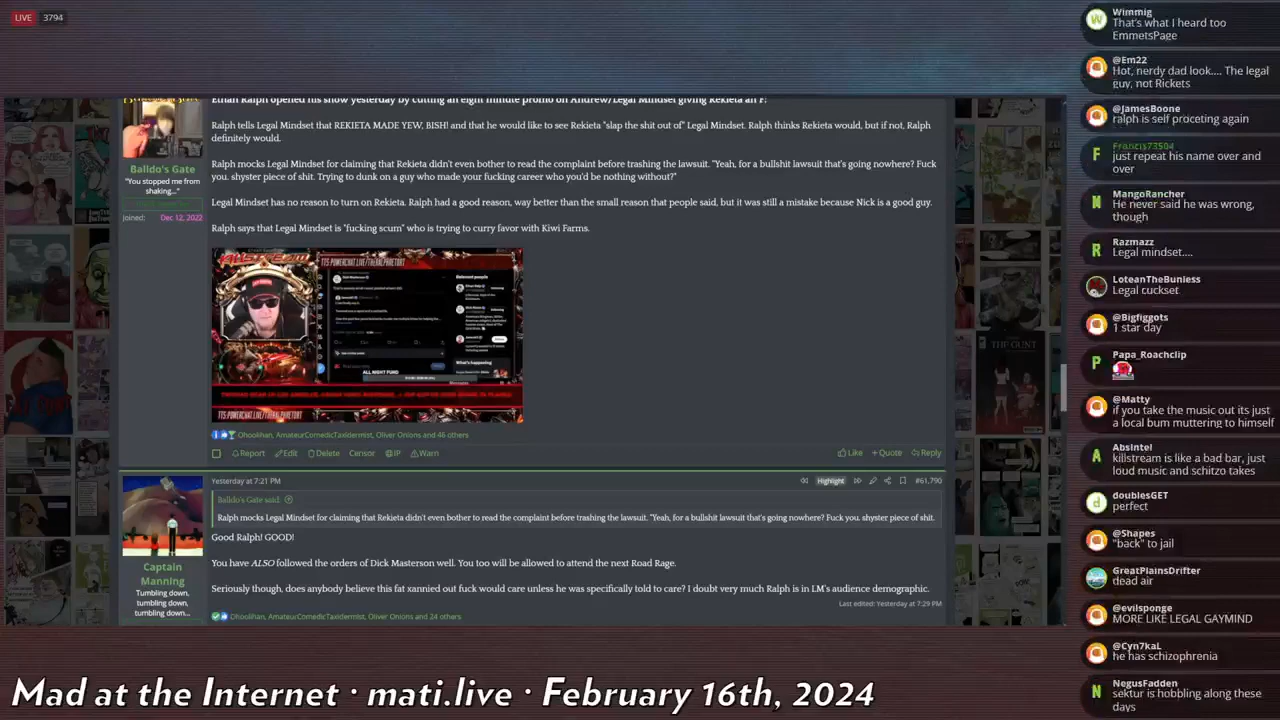 LIVE 3794
Ethan Ralph opened his show yesterday by cutting an eight minute promo on Andrew/Legal Mindset giving Rekieta an F!
Ralph tells Legal Mindset that REKIETA MADE YEW, BISH! and that he would like to see Rekieta "slap the shit out of" Legal Mindset. Ralph thinks Rekieta would, but if not, Ralph
definitely would.
Ralph mocks Legal Mindset for claiming that Rekieta didn't even bother to read the complaint before trashing the lawsuit. "Yeah, for a bullshit lawsuit that's going nowhere? Fuck
you, shyster piece of shit. Trying to dunk on a guy who made your fucking career who you'd be nothing without?"
Legal Mindset has no reason to turn on Rekieta. Ralph had a good reason, way better than the small reason that people said, but it was still a mistake because Nick is a good guy.
Ralph says that Legal Mindset is "fucking scum" who is trying to curry favor with Kiwi Farms.
Balldo's Gate
"You stopped me from
shaking..."
Joined: Dec 12, 2022
TTS-POWERCHAT.LIVE/THERALPHRETORT
Relevant people
What's happening
ALL NIGHT FUND
TTS-POWERCHAT.LIVE/THERALPHRETORT
Ohoolihan, AmateurComedicTaxidermist, Oliver Onions and 46 others
Report Edit Delete Censor IP Warn
Like + Quote Reply
Yesterday at 7:21 PM
Highlight #61,790
Balldo's Gate said:
Ralph mocks Legal Mindset for claiming that Rekieta didn't even bother to read the complaint before trashing the lawsuit. "Yeah, for a bullshit lawsuit that's going nowhere? Fuck you, shyster piece of shit.
Good Ralph! GOOD!
You have ALSO followed the orders of Dick Masterson well. You too will be allowed to attend the next Road Rage.
Seriously though, does anybody believe this fat xannied out fuck would care unless he was specifically told to care? I doubt very much Ralph is in LM's audience demographic.
Last edited: Yesterday at 7:29 PM
Captain
Manning
Tumbling down,
tumbling down,
tumbling down...
Ohoolihan, AmateurComedicTaxidermist, Oliver Onions and 24 others
THE GUNT
Mad at the Internet · mati.live · February 16th, 2024
Wimmig
That's what I heard too
EmmetsPage
@Em22
Hot, nerdy dad look.... The legal
guy, not Rickets
@JamesBoone
ralph is self proceting again
Francis73504
just repeat his name over and
over
MangoRancher
He never said he was wrong,
though
Razmazz
Legal mindset....
LoteanTheDanless
Legal cuckset
@Bigfiggots
1 star day
Papa_Roachman
@Matty
if you take the music out its just
a local bum muttering to himself
Absintel
killstream is like a bad bar, just
loud music and schitzo takes
doublesGET
perfect
@Shapes
"back" to jail
GreatPlainsDrifter
dead air
@evilsponge
MORE LIKE LEGAL GAYMIND
@Cyn7kaL
he has schizophrenia
NegusFadden
sektur is hobbling along these
days